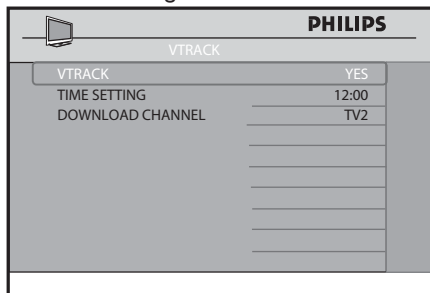 PHILIPS
VTRACK
VTRACK YES
TIME SETTING 12:00
DOWNLOAD CHANNEL TV2